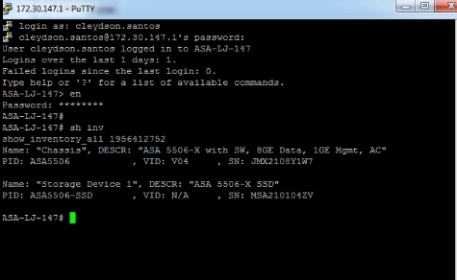 172.30.147.1 - PuTTY
login as: cleydson.santos
cleydson.santos@172.30.147.1's password:
User cleydson.santos logged in to ASA-LJ-147
Logins over the last 1 days: 1.
Failed logins since the last login: 0.
Type help or '?' for a list of available commands.
ASA-LJ-147> en
Password: ********
ASA-LJ-147#
ASA-LJ-147# sh inv
show_inventory_all 1956412752
Name: "Chassis", DESCR: "ASA 5506-X with SW, 8GE Data, 1GE Mgmt, AC"
PID: ASA5506 , VID: V04 , SN: JMX2108Y1W7
Name: "Storage Device 1", DESCR: "ASA 5506-X SSD"
PID: ASA5506-SSD , VID: N/A , SN: MSA210104ZV
ASA-LJ-147#